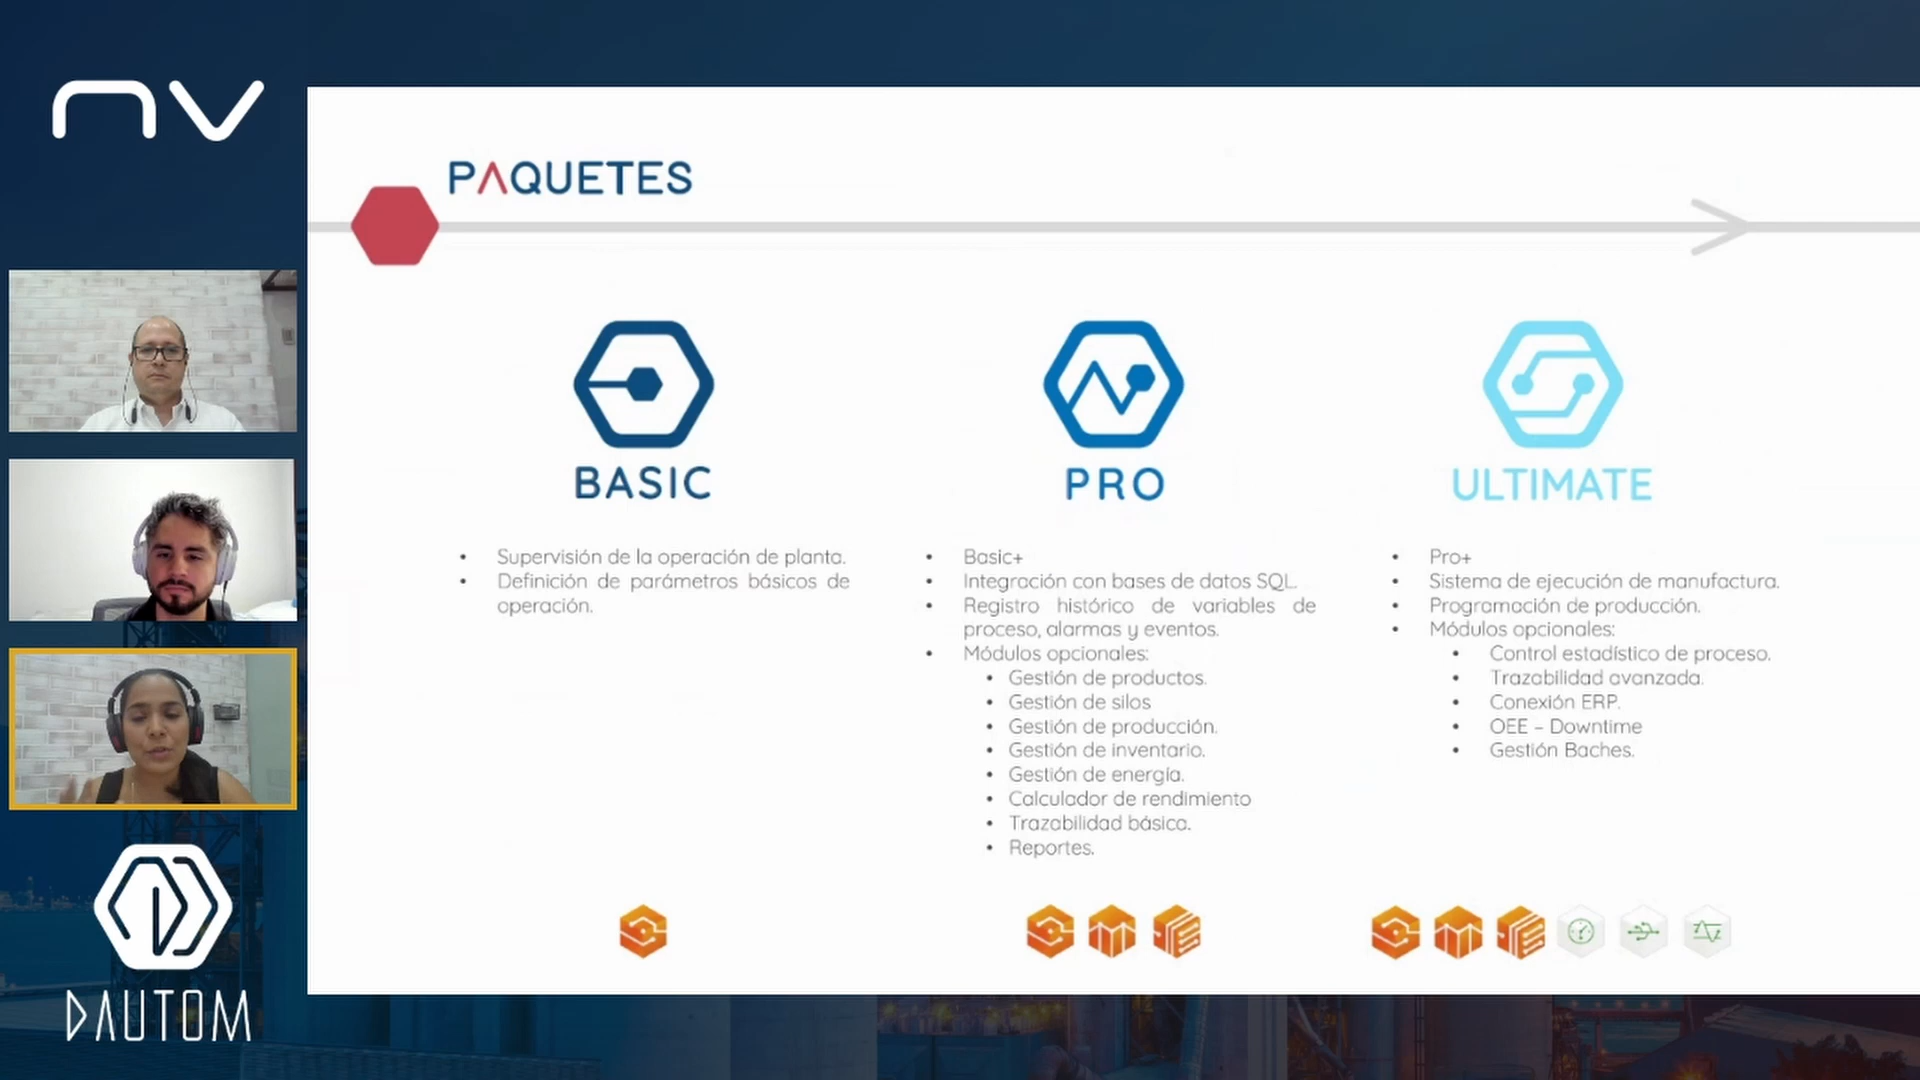 nv
PAQUETES
BASIC
Supervisión de la operación de planta.
Definición de parámetros básicos de
operación.
PRO
Basic+
Integración con bases de datos SQL.
Registro histórico de variables de
proceso, alarmas y eventos.
Módulos opcionales:
Gestión de productos.
Gestión de silos
Gestión de producción.
Gestión de inventario.
Gestión de energía.
Calculador de rendimiento
Trazabilidad básica.
Reportes.
ULTIMATE
Pro+
Sistema de ejecución de manufactura.
Programación de producción.
Módulos opcionales:
Control estadístico de proceso.
Trazabilidad avanzada.
Conexión ERP.
OEE – Downtime
Gestión Baches.
DAUTOM